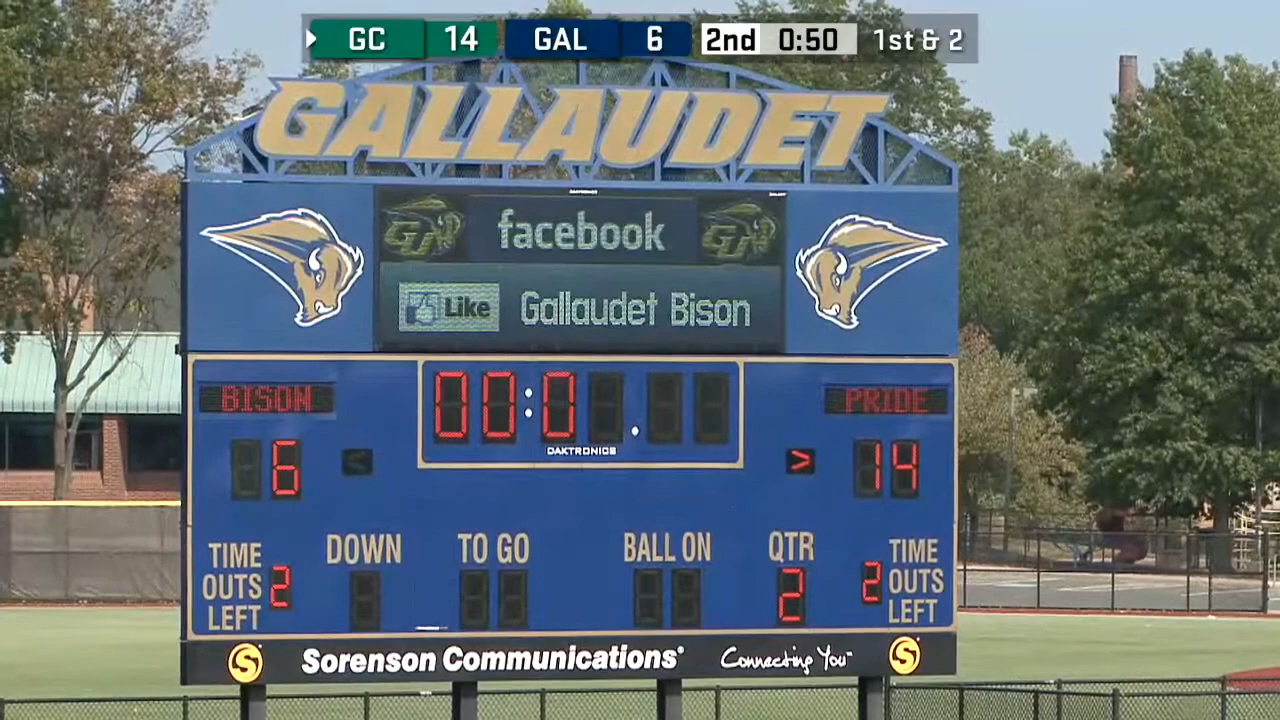 GC 14 GAL 6 2nd 0:50 1st & 2
GALLAUDET
DAKTRONICS
facebook
Like Gallaudet Bison
BISON 00:0 . PRIDE
DAKTRONICS
6 < > 14
DOWN TO GO BALL ON QTR
TIME OUTS LEFT 2
2
2 TIME OUTS LEFT
S Sorenson Communications® Connecting You™ S